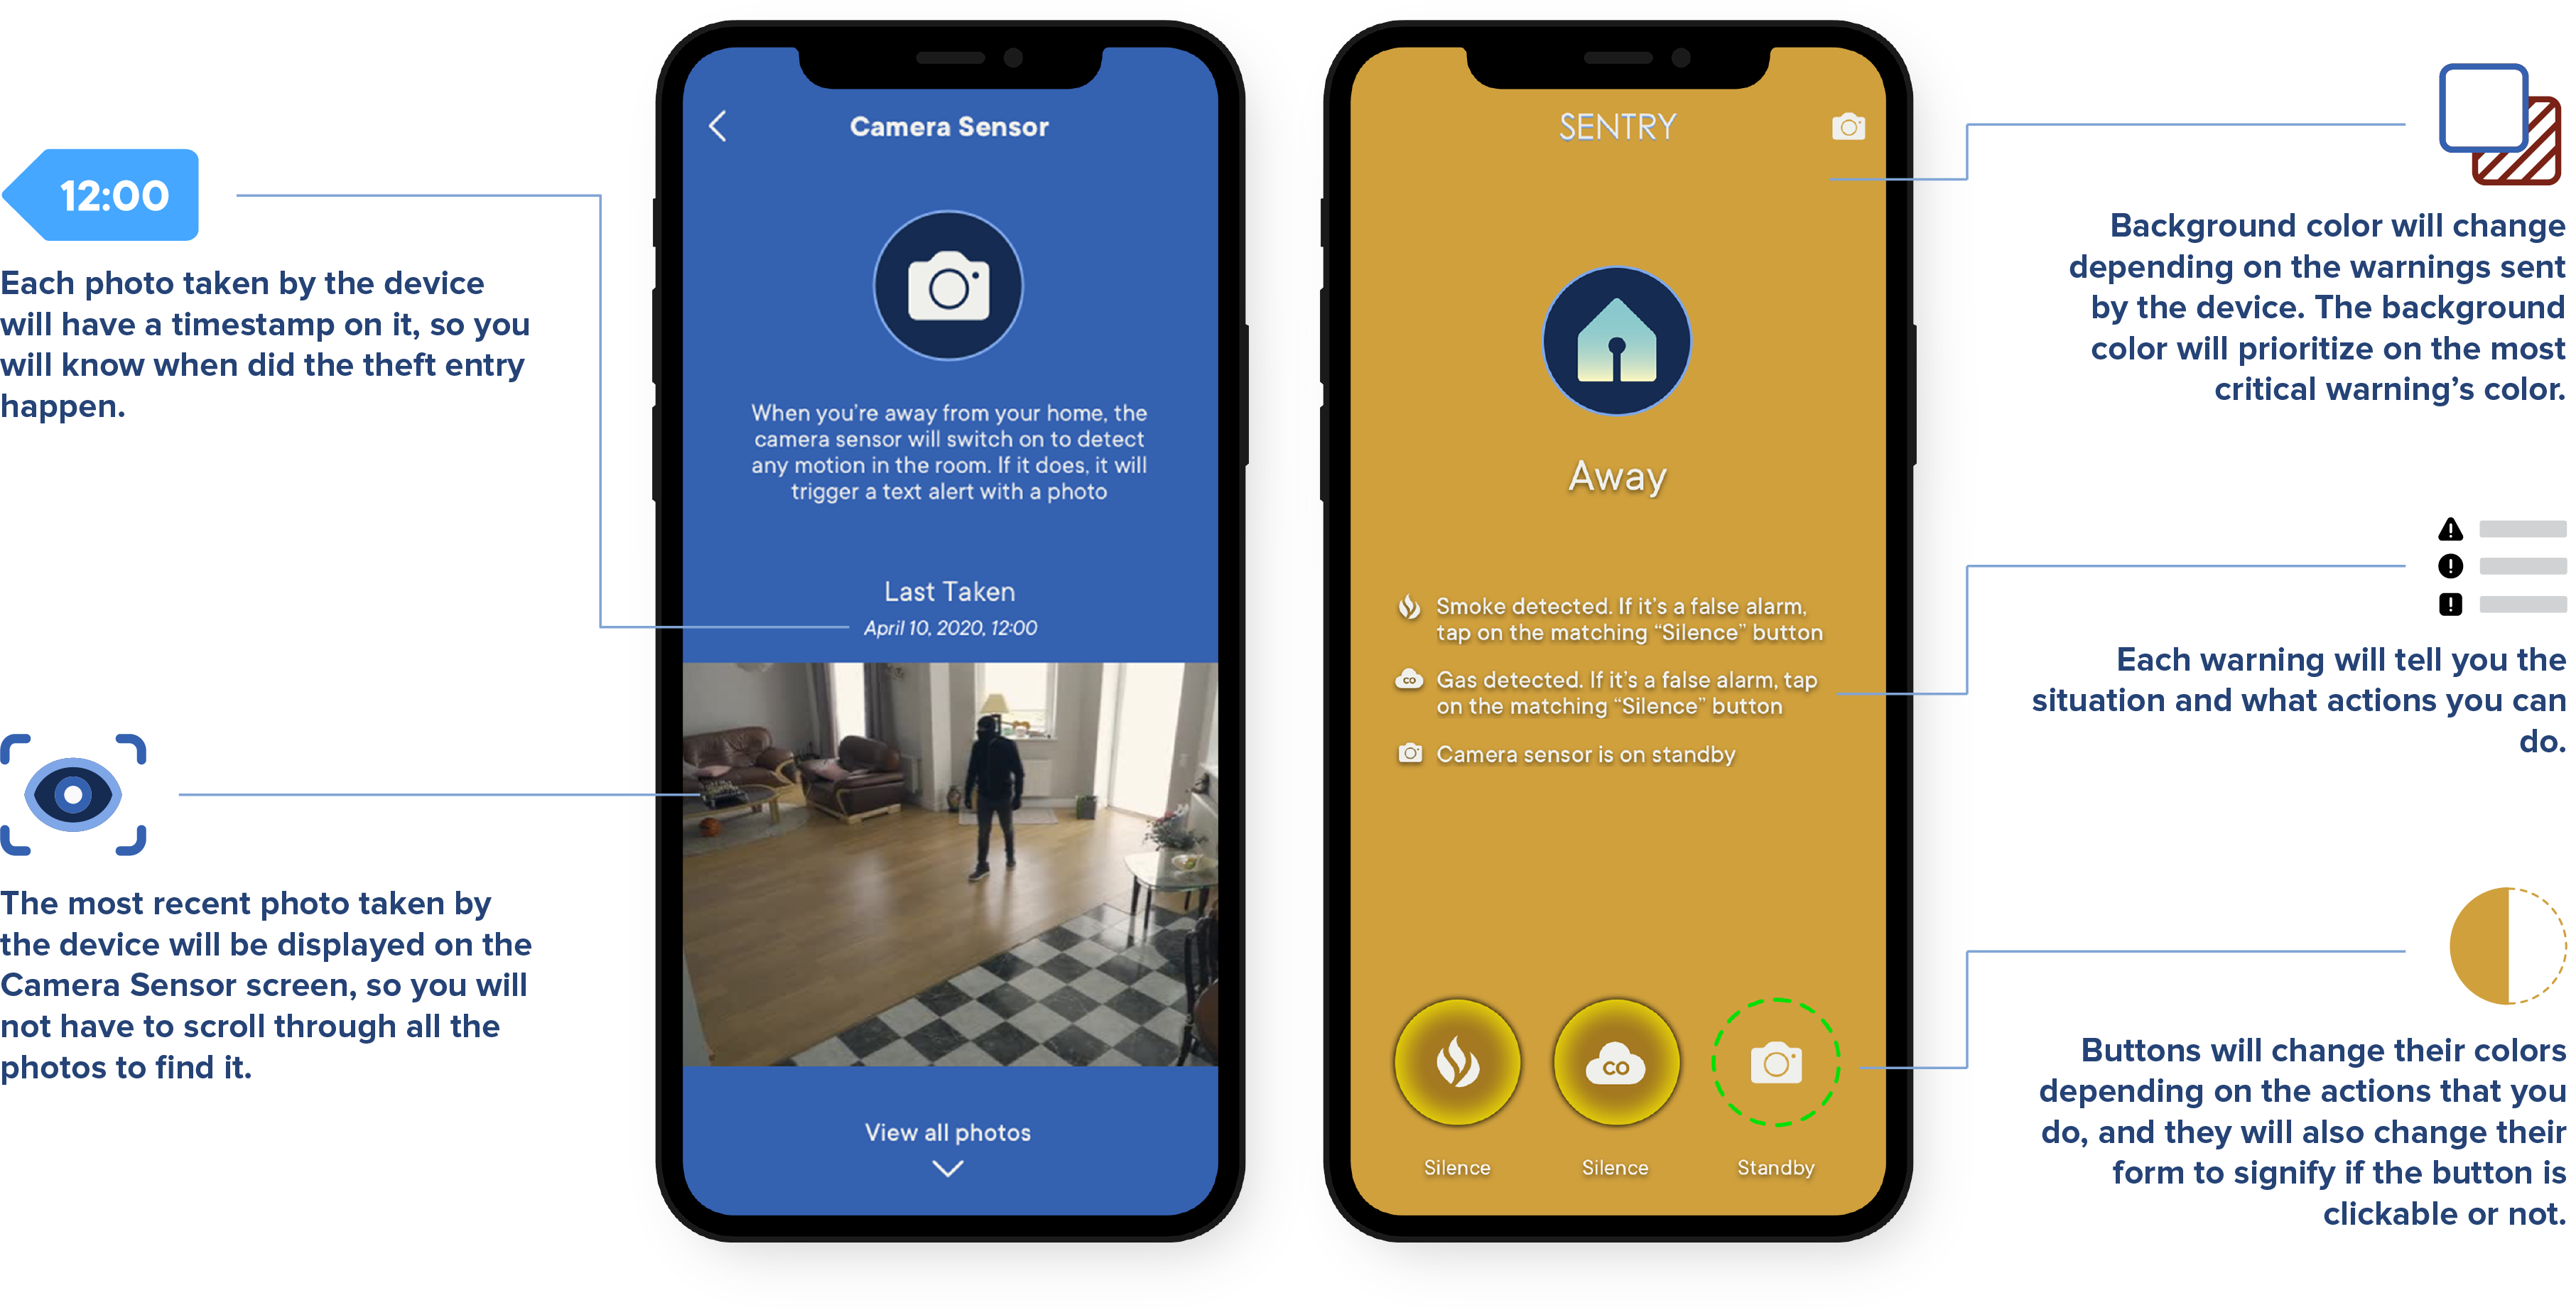 12:00
Each photo taken by the device
will have a timestamp on it, so you
will know when did the theft entry
happen.
The most recent photo taken by
the device will be displayed on the
Camera Sensor screen, so you will
not have to scroll through all the
photos to find it.
Camera Sensor
When you're away from your home, the
camera sensor will switch on to detect
any motion in the room. If it does, it will
trigger a text alert with a photo
Last Taken
April 10, 2020, 12:00
View all photos
SENTRY
Away
Smoke detected. If it's a false alarm,
tap on the matching “Silence” button
CO
Gas detected. If it's a false alarm, tap
on the matching “Silence” button
Camera sensor is on standby
CO
Silence
Silence
Standby
Background color will change
depending on the warnings sent
by the device. The background
color will prioritize on the most
critical warning’s color.
Each warning will tell you the
situation and what actions you can
do.
Buttons will change their colors
depending on the actions that you
do, and they will also change their
form to signify if the button is
clickable or not.